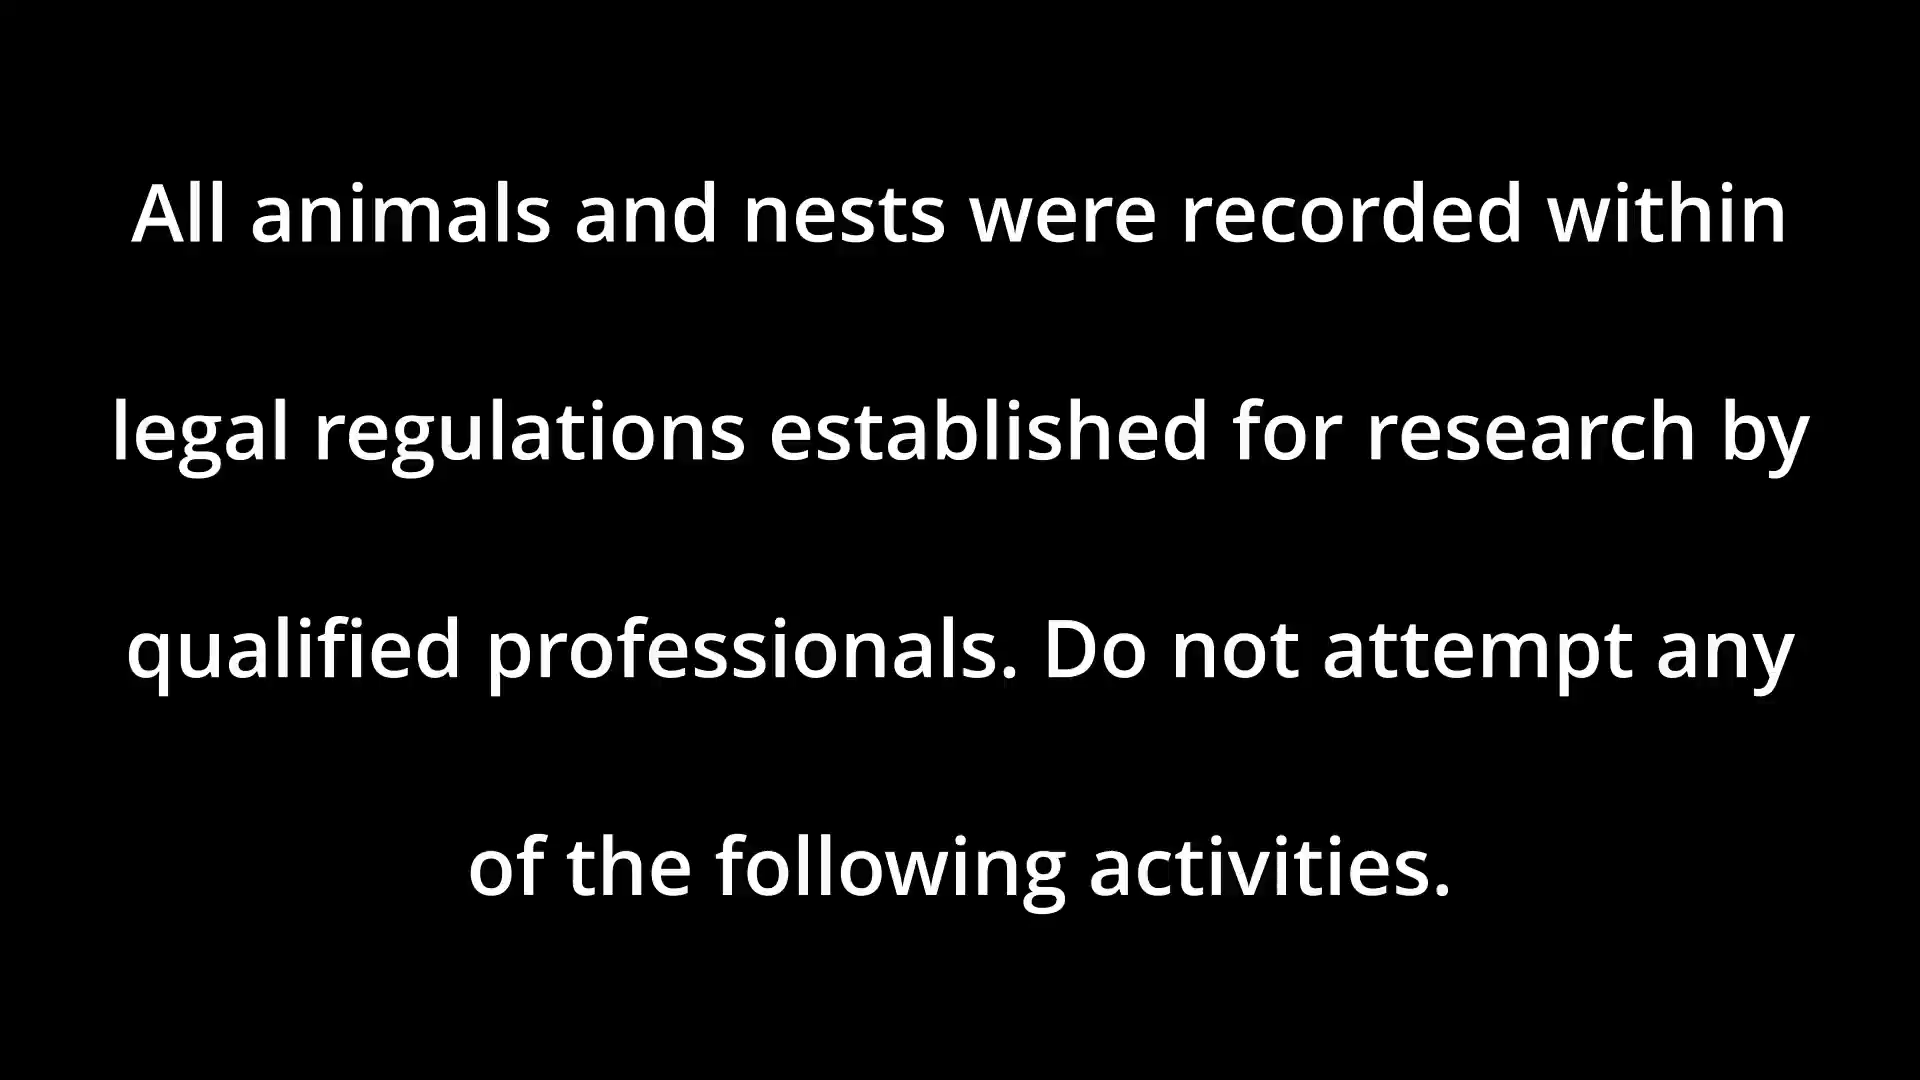 All animals and nests were recorded within
legal regulations established for research by
qualified professionals. Do not attempt any
of the following activities.